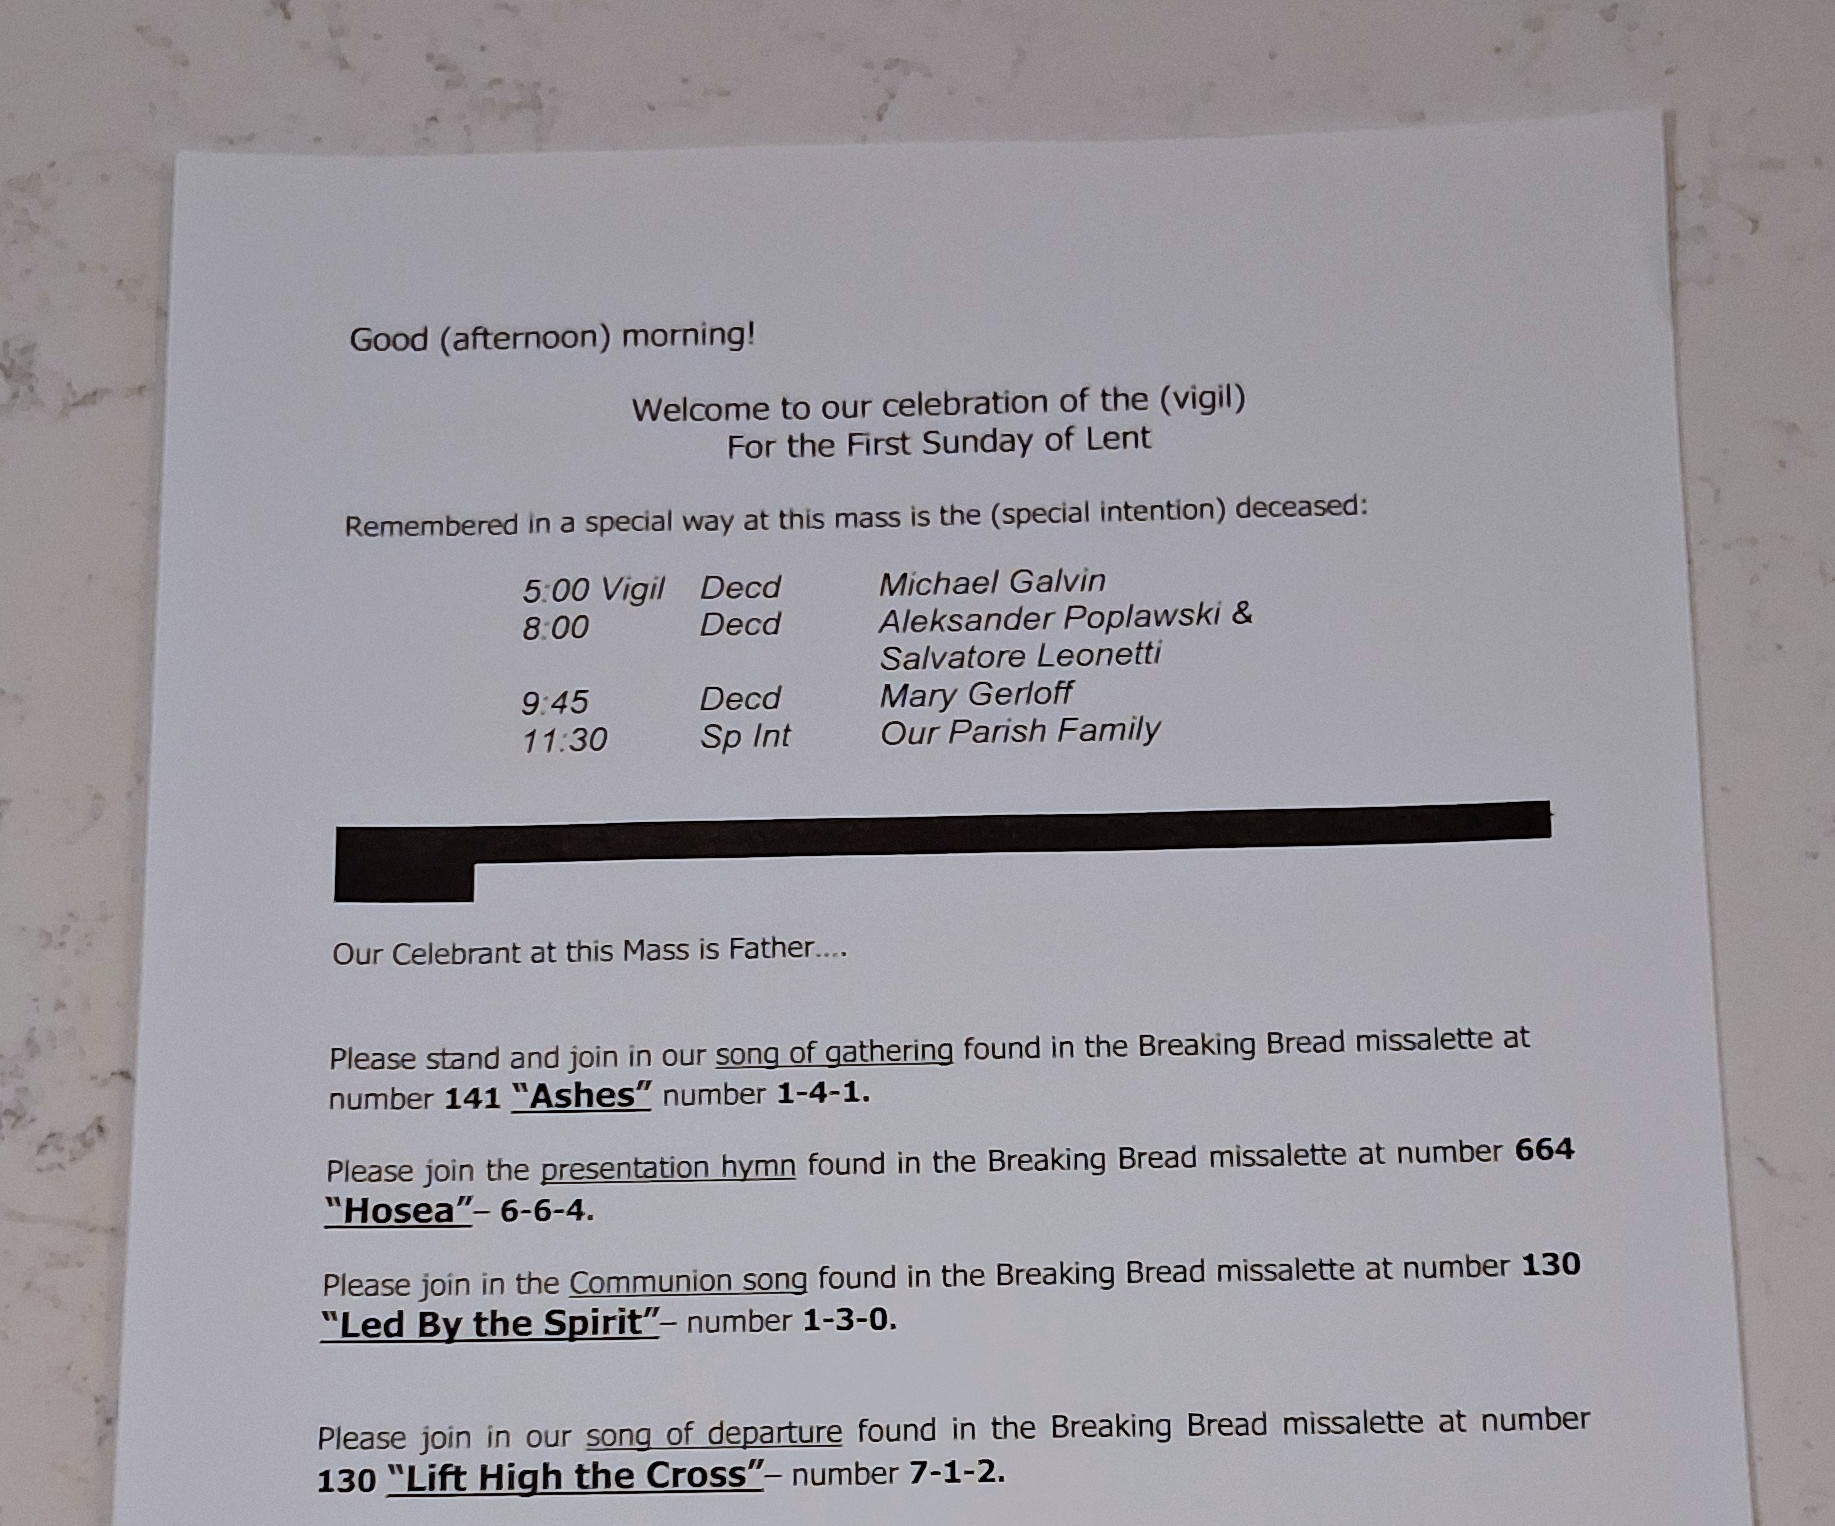 Good (afternoon) morning!
Welcome to our celebration of the (vigil)
For the First Sunday of Lent
Remembered in a special way at this mass is the (special intention) deceased:
5:00 Vigil Decd Michael Galvin
8:00 Decd Aleksander Poplawski &
Salvatore Leonetti
9:45 Decd Mary Gerloff
11:30 Sp Int Our Parish Family
Our Celebrant at this Mass is Father....
Please stand and join in our song of gathering found in the Breaking Bread missalette at
number 141 "Ashes" number 1-4-1.
Please join the presentation hymn found in the Breaking Bread missalette at number 664
"Hosea"– 6-6-4.
Please join in the Communion song found in the Breaking Bread missalette at number 130
"Led By the Spirit"– number 1-3-0.
Please join in our song of departure found in the Breaking Bread missalette at number
130 "Lift High the Cross"– number 7-1-2.